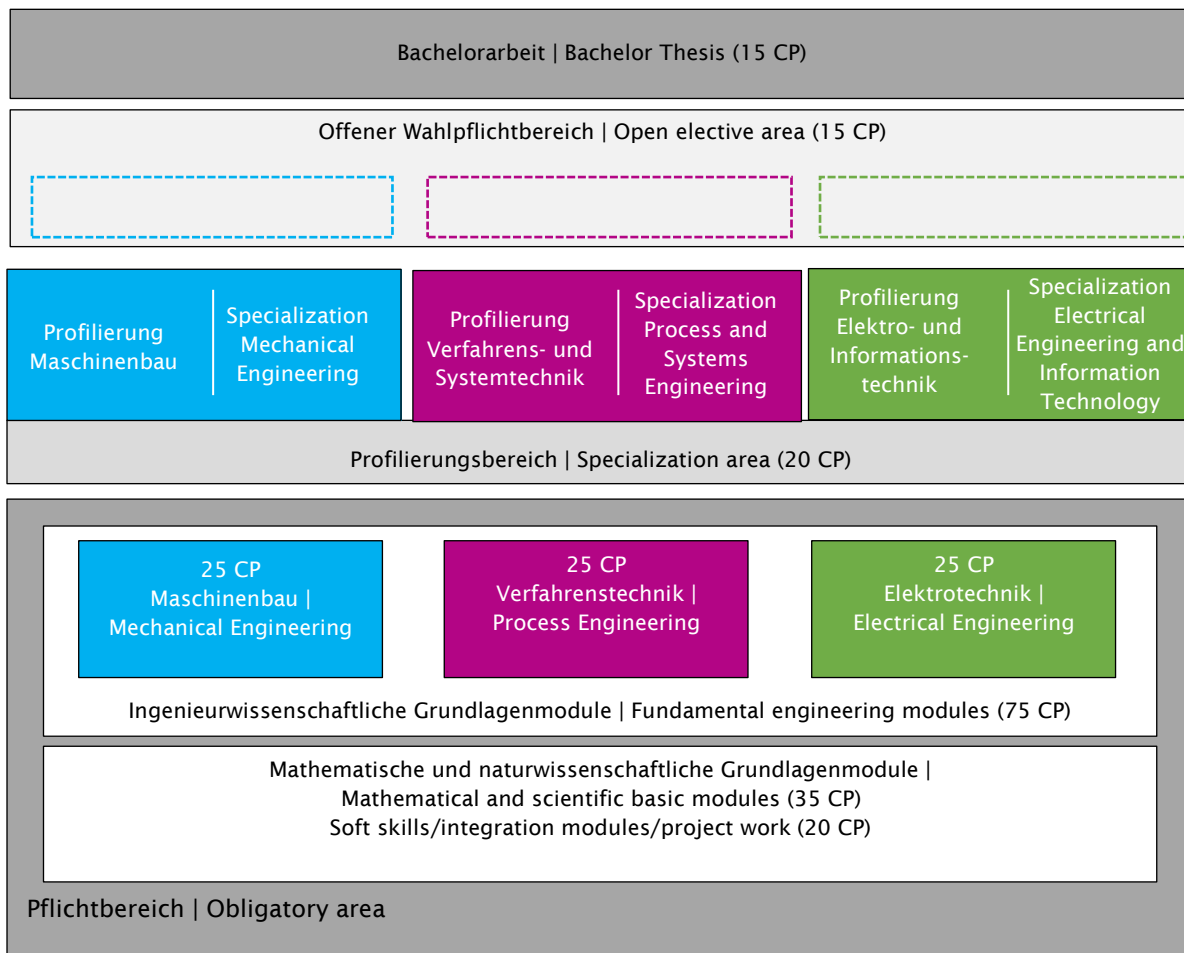 Bachelorarbeit | Bachelor Thesis (15 CP)
Offener Wahlpflichtbereich | Open elective area (15 CP)
Profilierung
Maschinenbau
Specialization
Mechanical
Engineering
Profilierung
Verfahrens- und
Systemtechnik
Specialization
Process and
Systems
Engineering
Profilierung
Elektro- und
Informations-
technik
Specialization
Electrical
Engineering and
Information
Technology
Profilierungsbereich | Specialization area (20 CP)
25 CP
Maschinenbau |
Mechanical Engineering
25 CP
Verfahrenstechnik |
Process Engineering
25 CP
Elektrotechnik |
Electrical Engineering
Ingenieurwissenschaftliche Grundlagenmodule | Fundamental engineering modules (75 CP)
Mathematische und naturwissenschaftliche Grundlagenmodule |
Mathematical and scientific basic modules (35 CP)
Soft skills/integration modules/project work (20 CP)
Pflichtbereich | Obligatory area